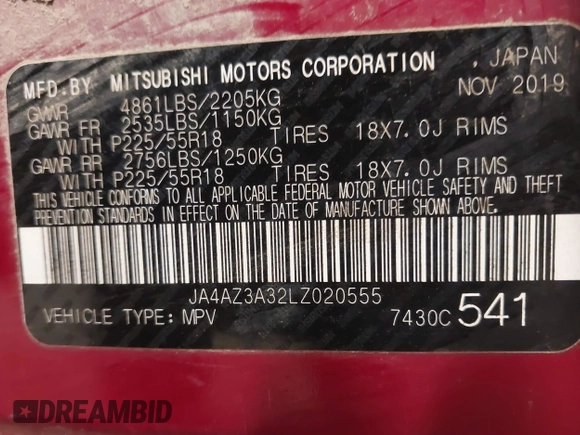 MFD.BY MITSUBISHI MOTORS CORPORATION , JAPAN
GVWR 4861LBS/2205KG NOV 2019
GAWR FR 2535LBS/1150KG
WITH P225/55R18 TIRES 18X7.0J RIMS
GAWR RR 2756LBS/1250KG
WITH P225/55R18 TIRES 18X7.0J RIMS
THIS VEHICLE CONFORMS TO ALL APPLICABLE FEDERAL MOTOR VEHICLE SAFETY AND THEFT
PREVENTION STANDARDS IN EFFECT ON THE DATE OF MANUFACTURE SHOWN ABOVE.
JA4AZ3A32LZ020555
VEHICLE TYPE: MPV 7430C 541
DREAMBID